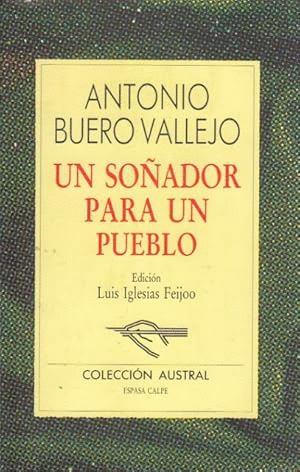 ANTONIO
BUERO VALLEJO
UN SOÑADOR
PARA UN
PUEBLO
Edición
Luis Iglesias Feijoo
COLECCIÓN AUSTRAL
ESPASA CALPE